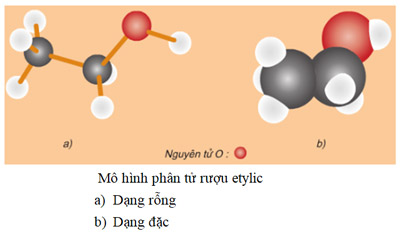 a)
b)
Nguyên tử O :
Mô hình phân tử rượu etylic
a) Dạng rỗng
b) Dạng đặc